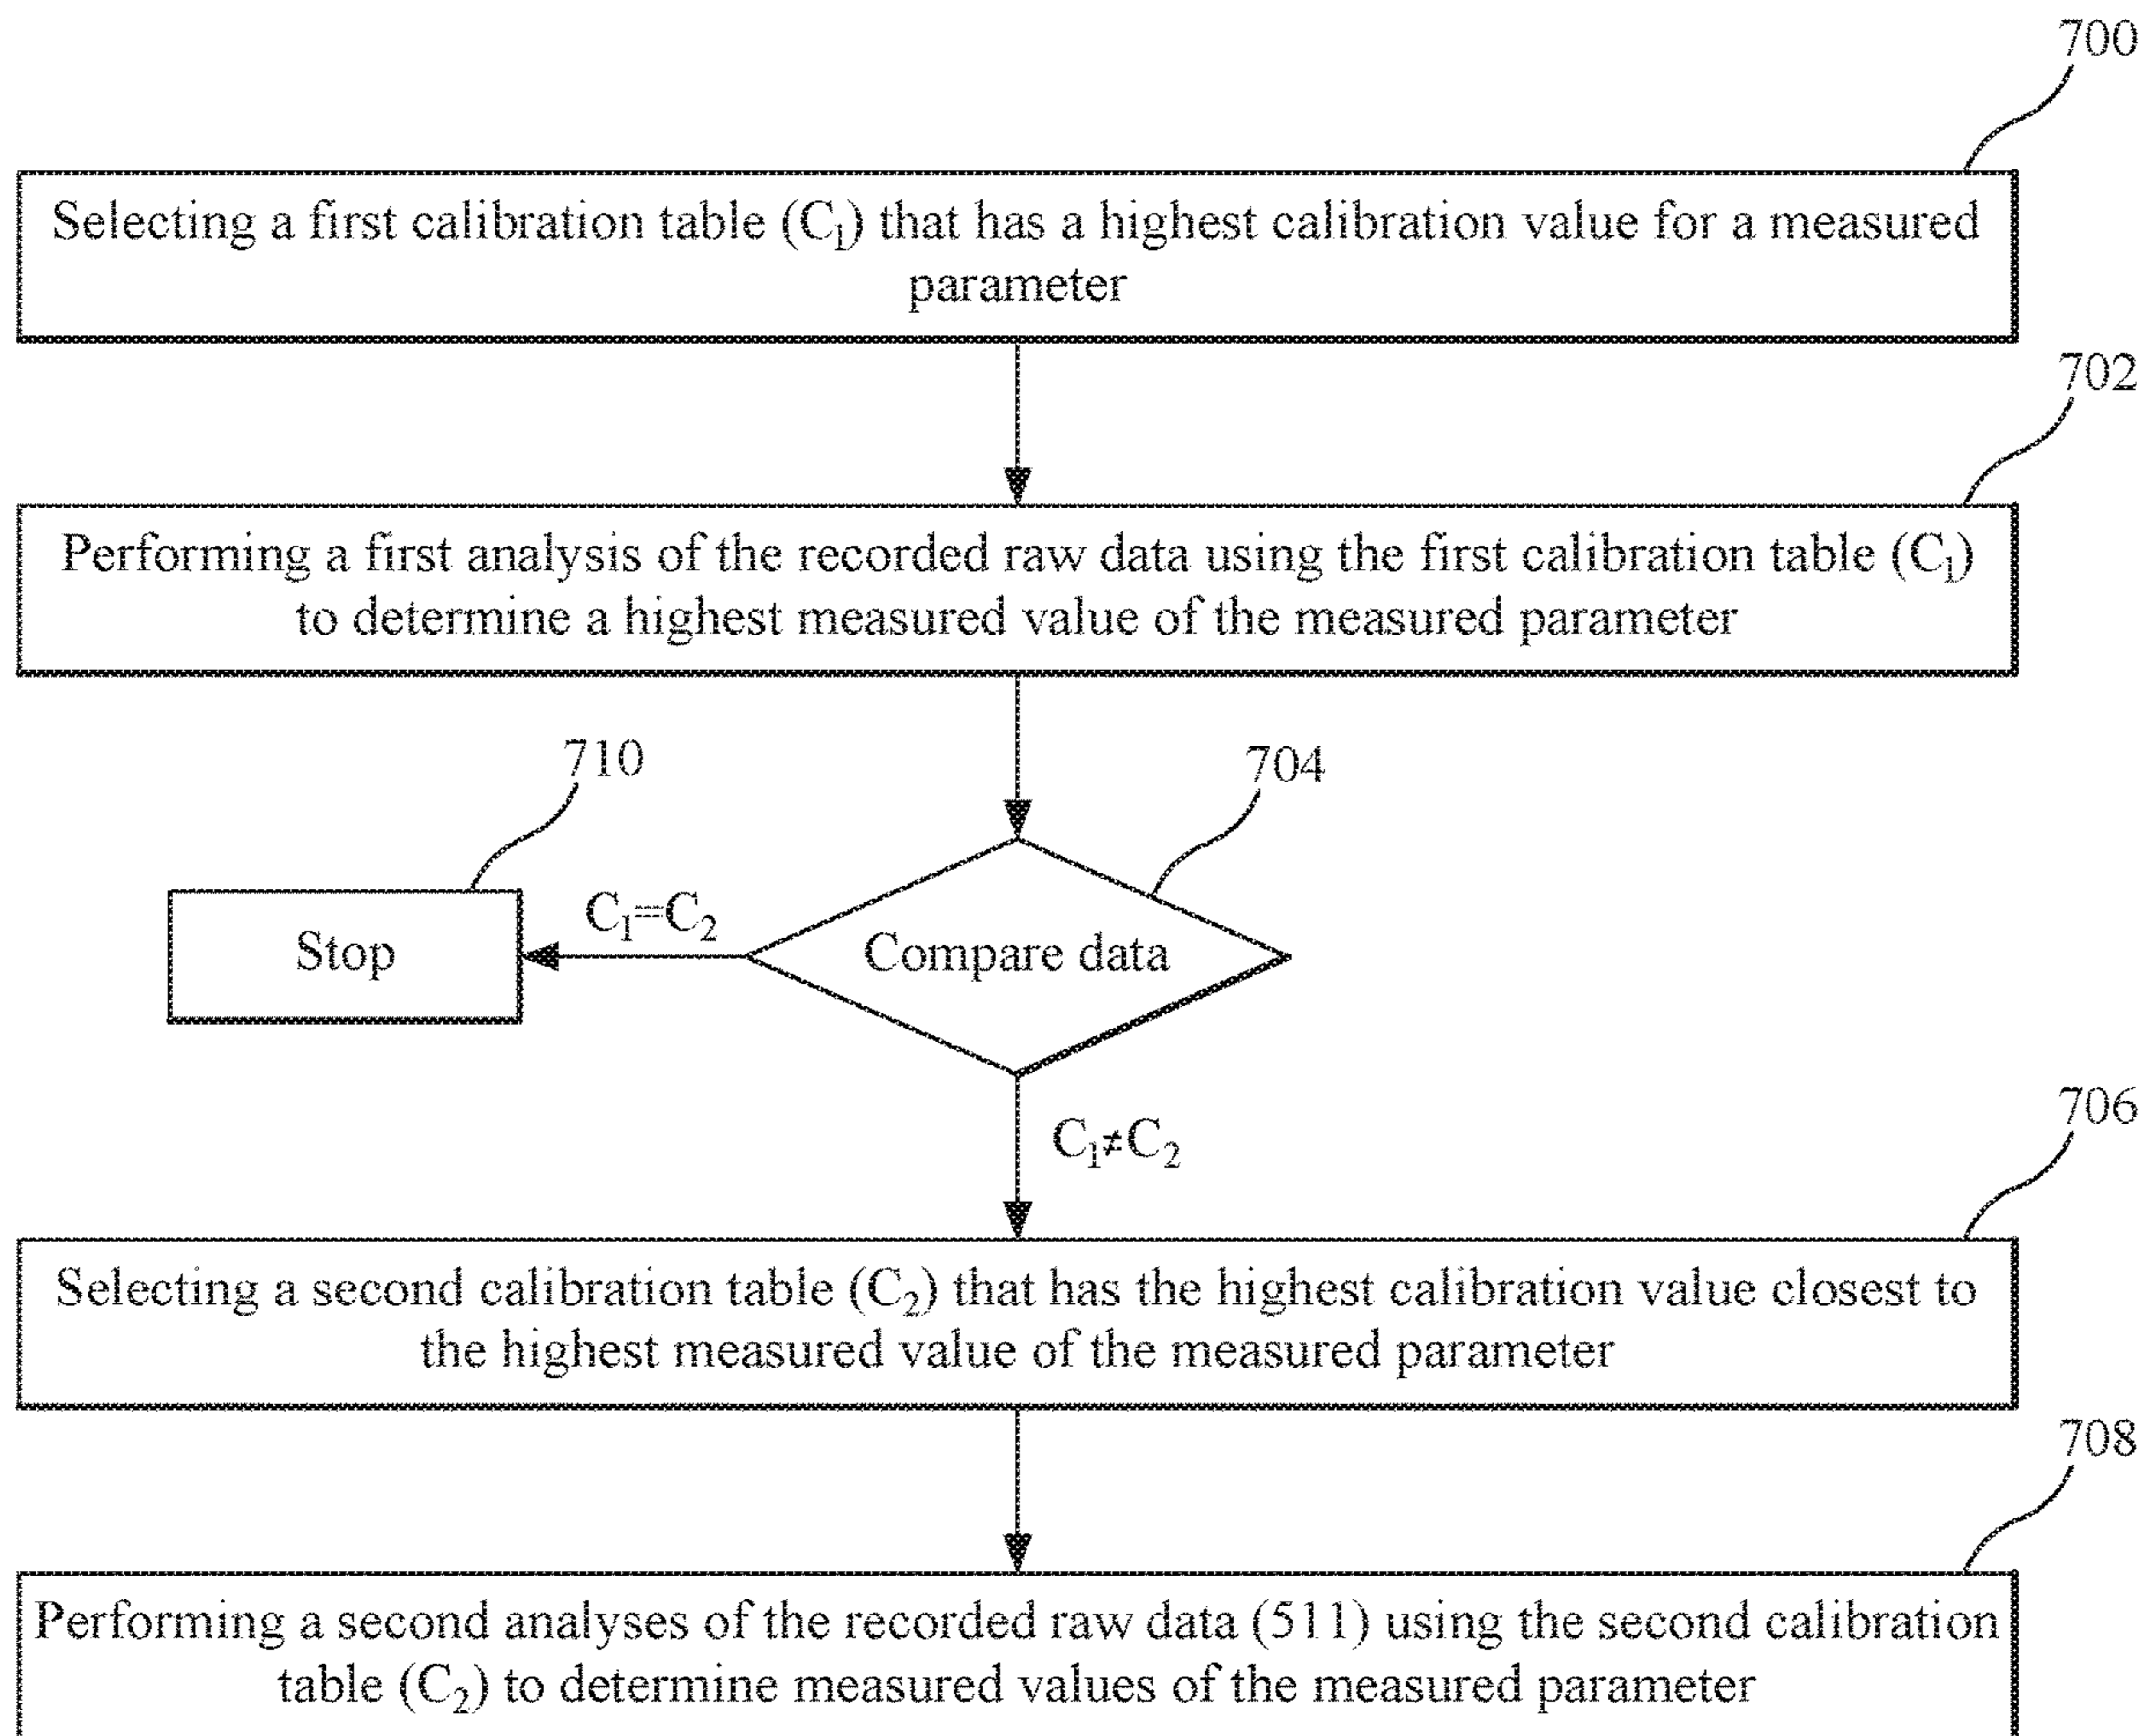 700
Selecting a first calibration table (C₁) that has a highest calibration value for a measured
parameter
702
Performing a first analysis of the recorded raw data using the first calibration table (C₁)
to determine a highest measured value of the measured parameter
710
704
Stop
C₁=C₂
Compare data
C₁≠C₂
706
Selecting a second calibration table (C₂) that has the highest calibration value closest to
the highest measured value of the measured parameter
708
Performing a second analyses of the recorded raw data (511) using the second calibration
table (C₂) to determine measured values of the measured parameter